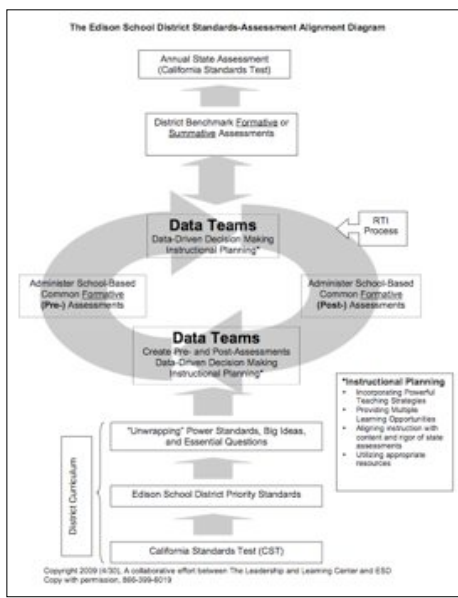 The Edison School District Standards-Assessment Alignment Diagram
Annual State Assessment
(California Standards Test)
District Benchmark Formative or
Summative Assessments
Data Teams
Data-Driven Decision Making
Instructional Planning*
RTI
Process
Administer School-Based
Common Formative
(Pre-) Assessments
Administer School-Based
Common Formative
(Post-) Assessments
Data Teams
Create Pre- and Post-Assessments
Data-Driven Decision Making
Instructional Planning*
*Instructional Planning
• Incorporating Powerful
Teaching Strategies
• Providing Multiple
Learning Opportunities
• Aligning instruction with
content and rigor of state
assessments
• Utilizing appropriate
resources
District Curriculum
"Unwrapping" Power Standards, Big Ideas,
and Essential Questions
Edison School District Priority Standards
California Standards Test (CST)
Copyright 2009 (4/30), A collaborative effort between The Leadership and Learning Center and ESD
Copy with permission, 866-399-6019